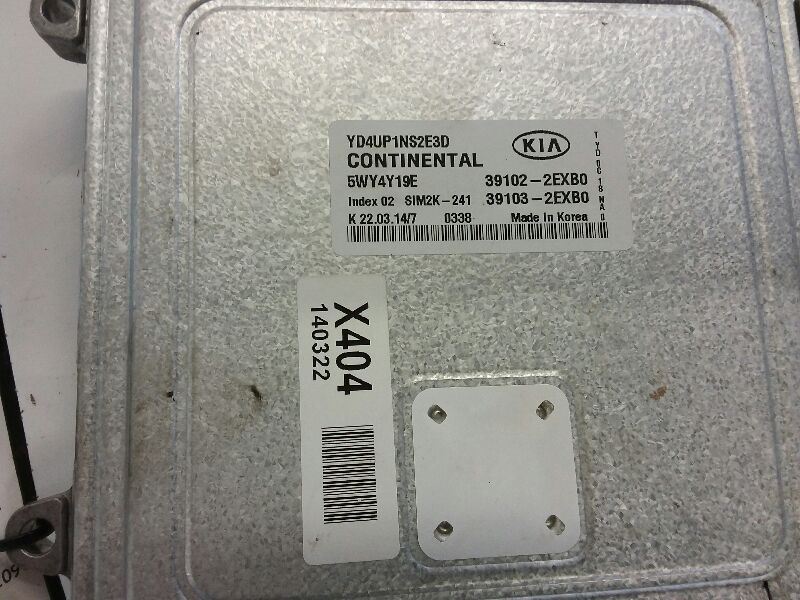 YD4UP1NS2E3D
KIA
CONTINENTAL
5WY4Y19E 39102-2EXB0
Index 02 SIM2K-241 39103-2EXB0
K 22.03.14/7 0338 Made in Korea
X404
140322